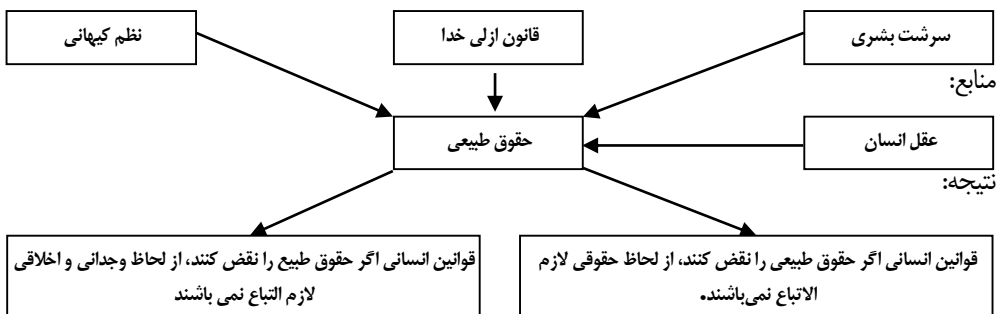 سرشت بشری
قانون ازلی خدا
نظم کیهانی
منابع:
عقل انسان
حقوق طبیعی
نتیجه:
قوانین انسانی اگر حقوق طبیعی را نقض کنند، از لحاظ حقوقی لازم
الاتباع نمی‌باشند.
قوانین انسانی اگر حقوق طبیع را نقض کنند، از لحاظ وجدانی و اخلاقی
لازم التباع نمی باشند